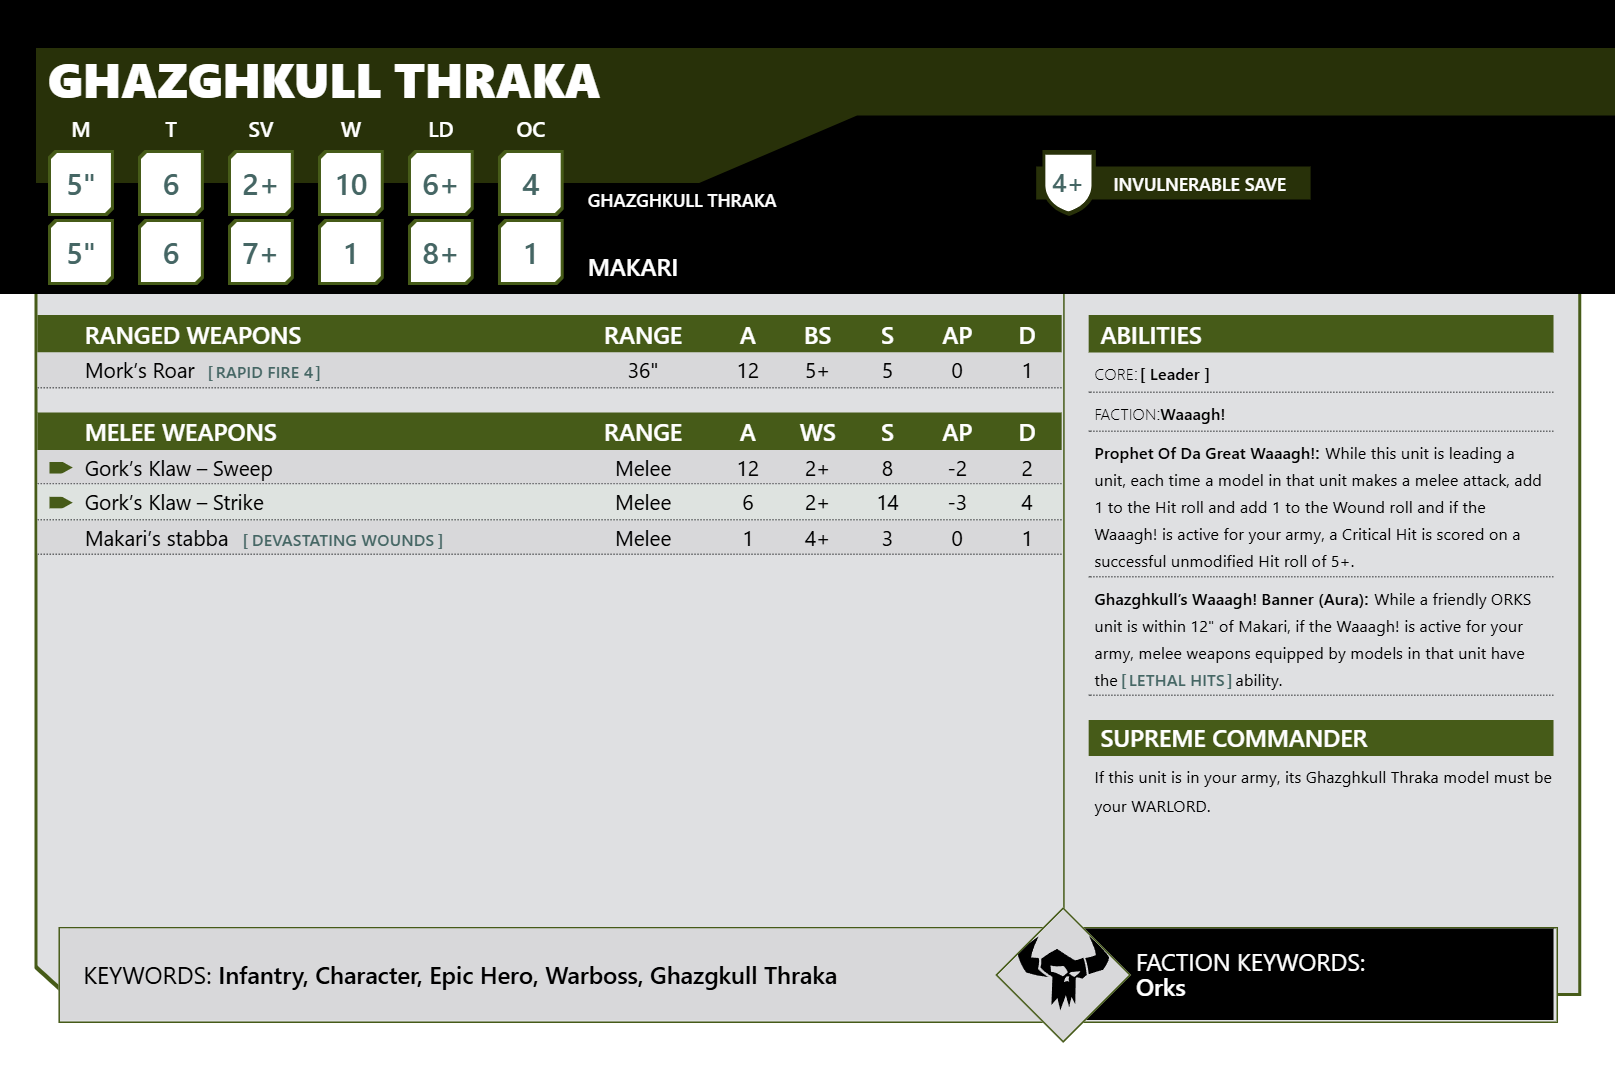 GHAZGHKULL THRAKA
M T SV W LD OC
5" 6 2+ 10 6+ 4 GHAZGHKULL THRAKA
4+ INVULNERABLE SAVE
5" 6 7+ 1 8+ 1 MAKARI
RANGED WEAPONS RANGE A BS S AP D
Mork's Roar [ RAPID FIRE 4 ] 36" 12 5+ 5 0 1
MELEE WEAPONS RANGE A WS S AP D
Gork's Klaw – Sweep Melee 12 2+ 8 -2 2
Gork's Klaw – Strike Melee 6 2+ 14 -3 4
Makari's stabba [ DEVASTATING WOUNDS ] Melee 1 4+ 3 0 1
ABILITIES
CORE: [ Leader ]
FACTION:Waaagh!
Prophet Of Da Great Waaagh!: While this unit is leading a
unit, each time a model in that unit makes a melee attack, add
1 to the Hit roll and add 1 to the Wound roll and if the
Waaagh! is active for your army, a Critical Hit is scored on a
successful unmodified Hit roll of 5+.
Ghazghkull's Waaagh! Banner (Aura): While a friendly ORKS
unit is within 12" of Makari, if the Waaagh! is active for your
army, melee weapons equipped by models in that unit have
the [ LETHAL HITS ] ability.
SUPREME COMMANDER
If this unit is in your army, its Ghazghkull Thraka model must be
your WARLORD.
KEYWORDS: Infantry, Character, Epic Hero, Warboss, Ghazgkull Thraka
FACTION KEYWORDS:
Orks